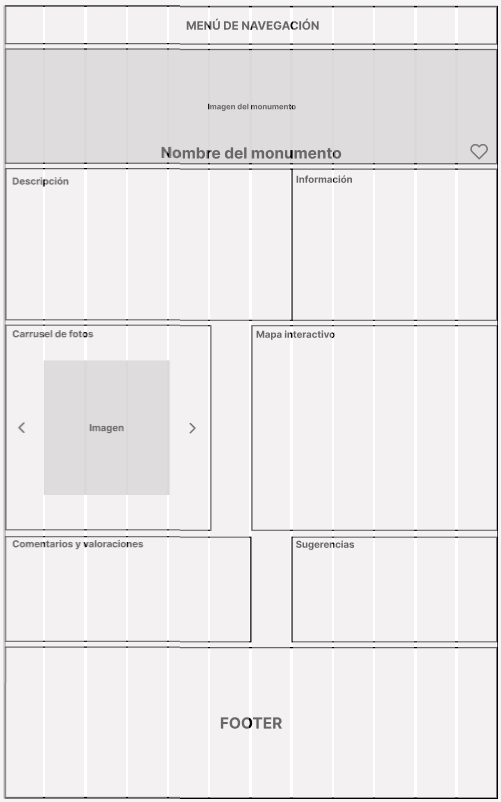 MENÚ DE NAVEGACIÓN
Imagen del monumento
Nombre del monumento
Descripción
Información
Carrusel de fotos
Mapa interactivo
Imagen
Comentarios y valoraciones
Sugerencias
FOOTER